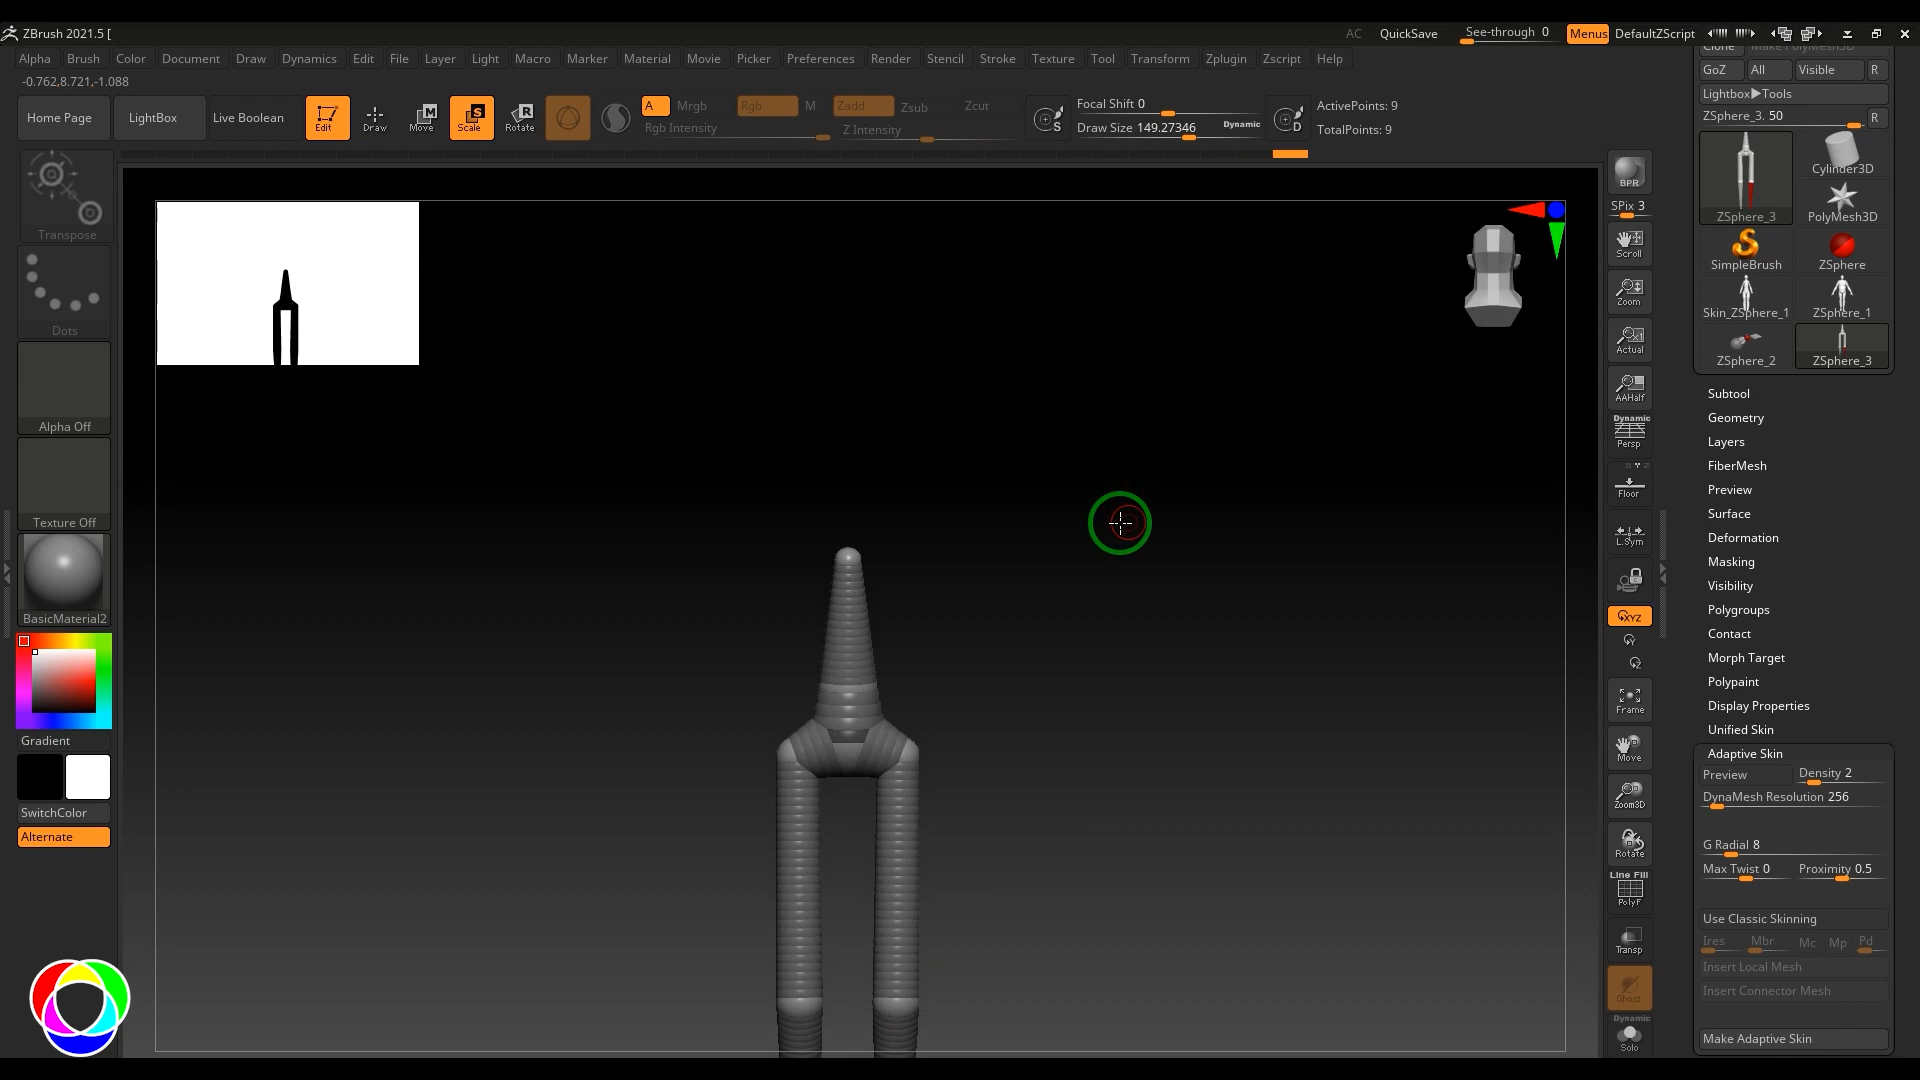 ZBrush 2021.5 [
AC QuickSave See-through 0 Menus DefaultZScript
Alpha Brush Color Document Draw Dynamics Edit File Layer Light Macro Marker Material Movie Picker Preferences Render Stencil Stroke Texture Tool Transform Zplugin Zscript Help
-0.762,8.721,-1.088
Home Page LightBox Live Boolean Edit Draw Move Scale Rotate
A Mrgb Rgb M Zadd Zsub Zcut
Rgb Intensity Z Intensity
Focal Shift 0
Draw Size 149.27346 Dynamic
ActivePoints: 9
TotalPoints: 9
Transpose
Dots
Alpha Off
Texture Off
BasicMaterial2
Gradient
SwitchColor
Alternate
BPR
SPix 3
Scroll
Zoom
Actual
AAHalf
Dynamic
Persp
Floor
L.Sym
XYZ
Y
Z
Frame
Move
Zoom3D
Rotate
Line Fill
PolyF
Transp
Ghost
Dynamic
Solo
Clone Make PolyMesh3D
GoZ All Visible R
Lightbox▶Tools
ZSphere_3. 50 R
ZSphere_3 Cylinder3D
PolyMesh3D
SimpleBrush ZSphere
Skin_ZSphere_1 ZSphere_1
ZSphere_2 ZSphere_3
Subtool
Geometry
Layers
FiberMesh
Preview
Surface
Deformation
Masking
Visibility
Polygroups
Contact
Morph Target
Polypaint
Display Properties
Unified Skin
Adaptive Skin
Preview Density 2
DynaMesh Resolution 256
G Radial 8
Max Twist 0 Proximity 0.5
Use Classic Skinning
Ires Mbr Mc Mp Pd
Insert Local Mesh
Insert Connector Mesh
Make Adaptive Skin